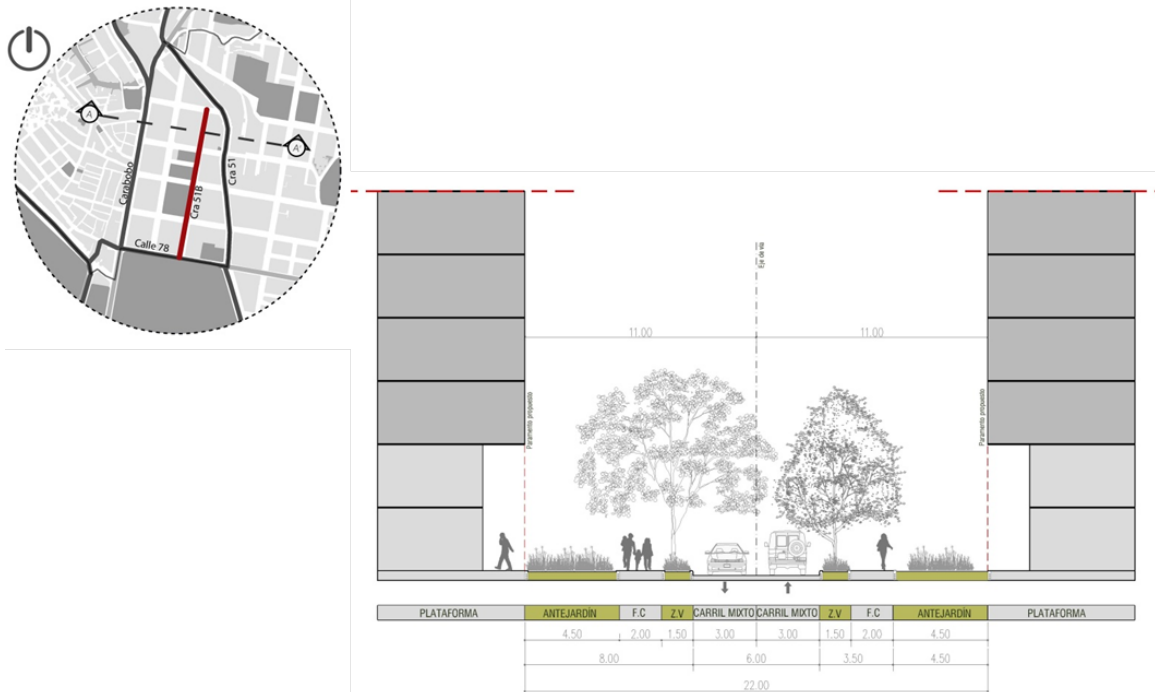 A
A'
Carabobo
Cra 51B
Cra 51
Calle 78
Eje de vía
11.00 11.00
Paramento propuesto Paramento propuesto
PLATAFORMA ANTEJARDÍN F.C Z.V CARRIL MIXTO CARRIL MIXTO Z.V F.C ANTEJARDÍN PLATAFORMA
4.50 2.00 1.50 3.00 3.00 1.50 2.00 4.50
8.00 6.00 3.50 4.50
22.00